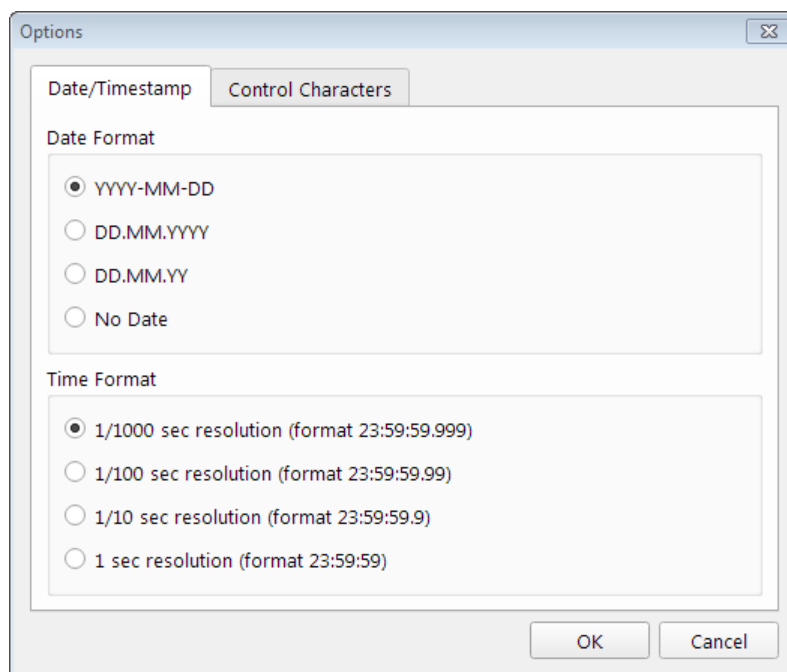 Options
Date/Timestamp Control Characters
Date Format
YYYY-MM-DD
DD.MM.YYYY
DD.MM.YY
No Date
Time Format
1/1000 sec resolution (format 23:59:59.999)
1/100 sec resolution (format 23:59:59.99)
1/10 sec resolution (format 23:59:59.9)
1 sec resolution (format 23:59:59)
OK Cancel